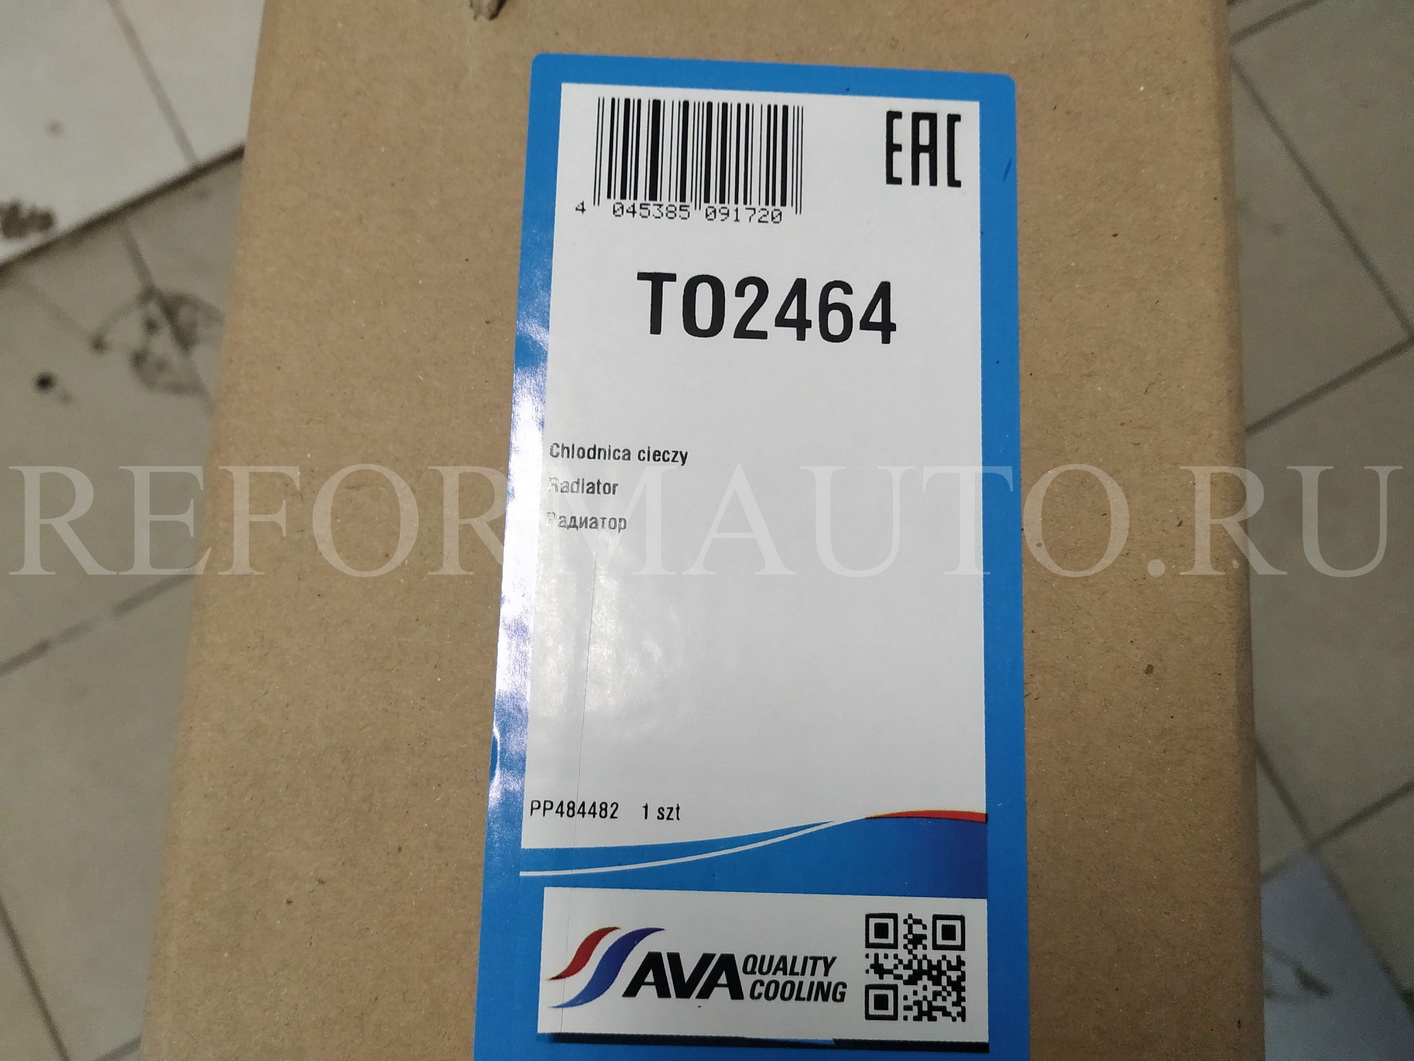 4 045385 091720
EAC
TO2464
Chlodnica cieczy
Radiator
Радиатор
REFORMAUTO.RU
PP484482 1 szt
AVA QUALITY
COOLING